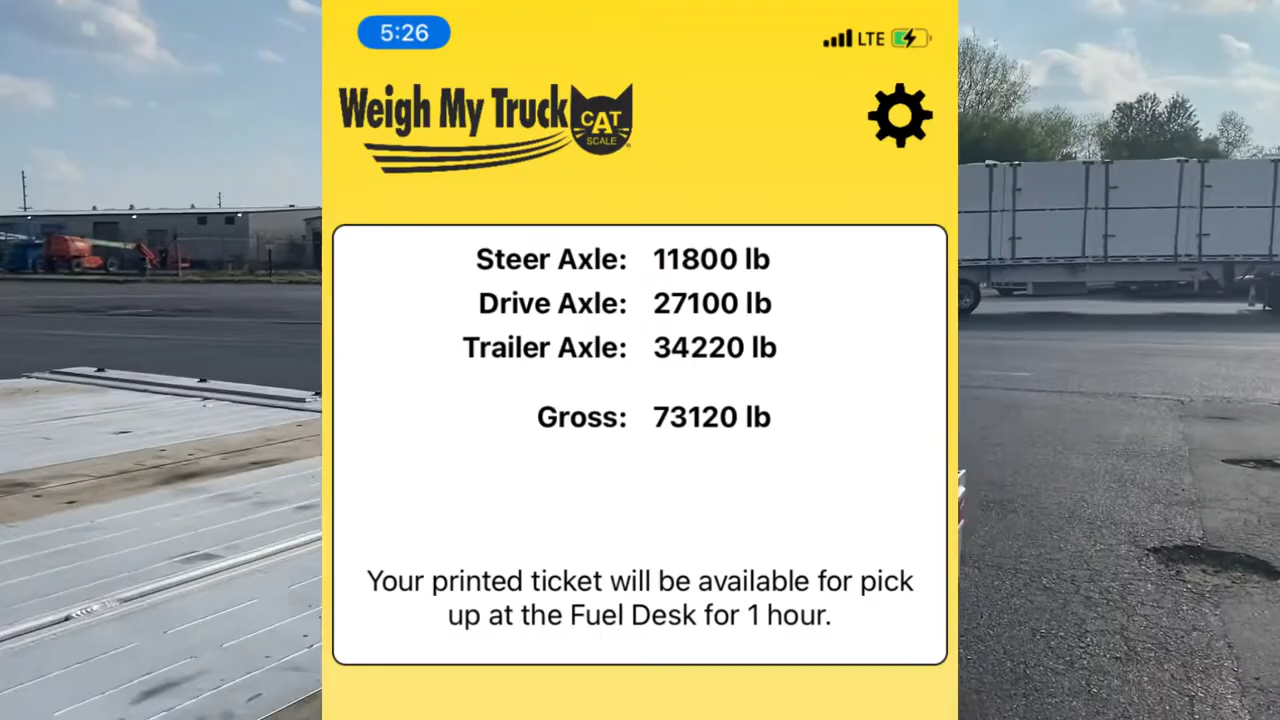 5:26
LTE
Weigh My Truck
CAT
SCALE
Steer Axle: 11800 lb
Drive Axle: 27100 lb
Trailer Axle: 34220 lb
Gross: 73120 lb
Your printed ticket will be available for pick
up at the Fuel Desk for 1 hour.